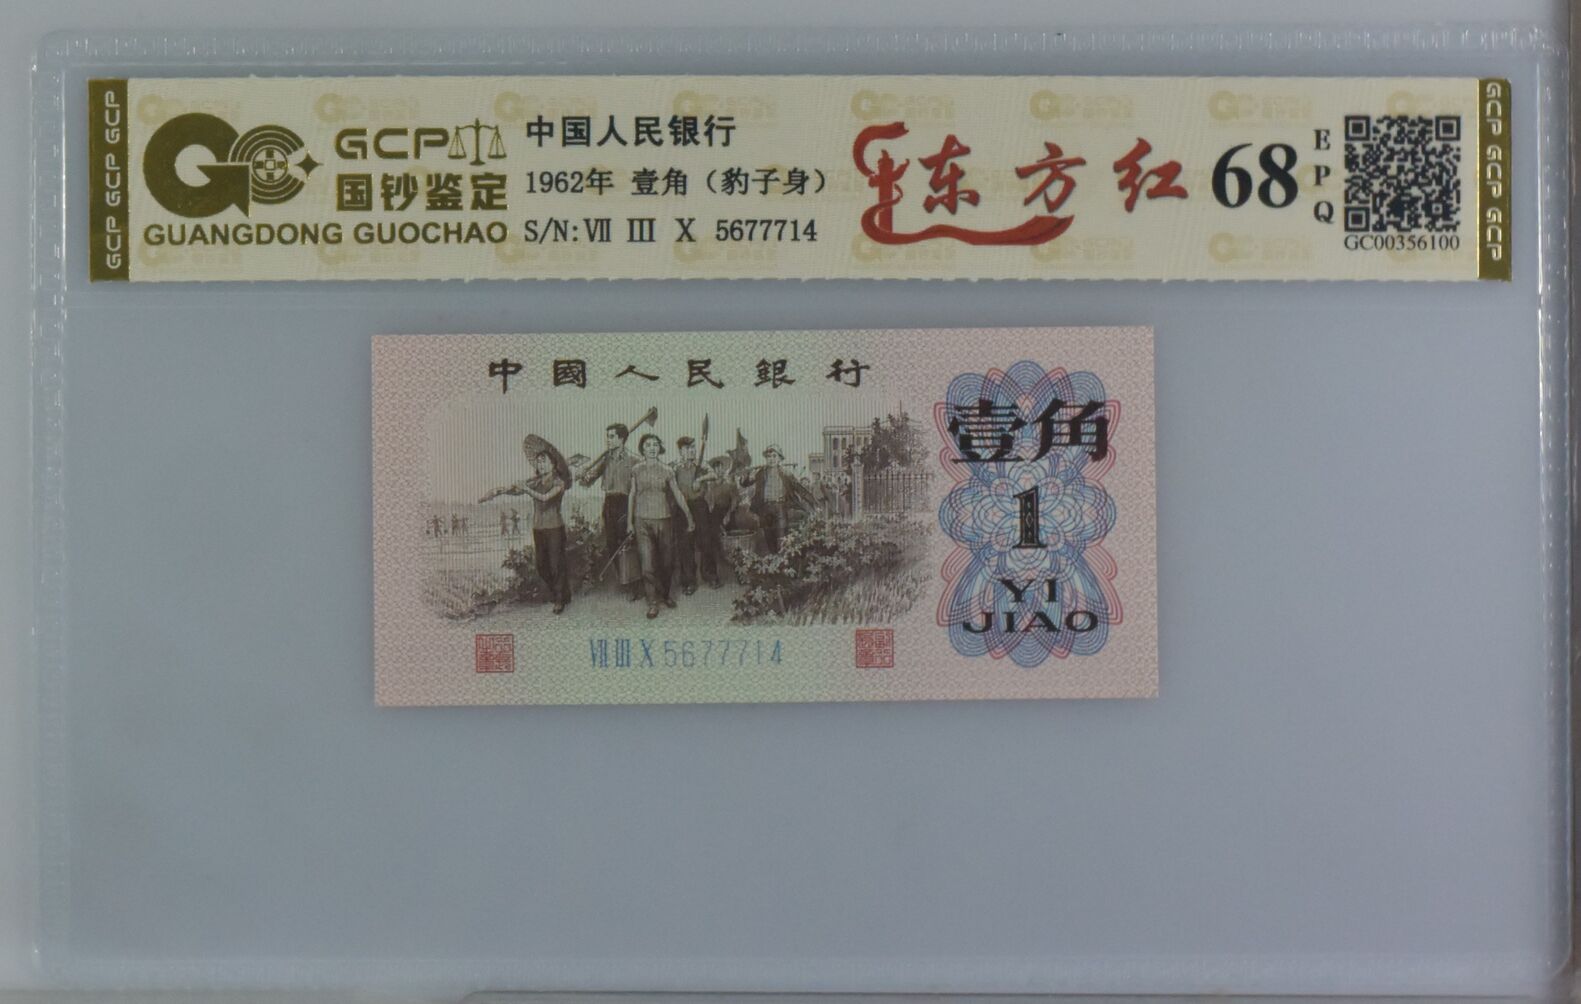 GCP GCP GCP
GCP
国钞鉴定
GUANGDONG GUOCHAO
中国人民银行
1962年 壹角（豹子身）
S/N:Ⅶ Ⅲ X 5677714
东方红
68
EPQ
GC00356100
GCP GCP GCP
中國人民銀行
壹角
1
YI
JIAO
Ⅶ Ⅲ X 5677714